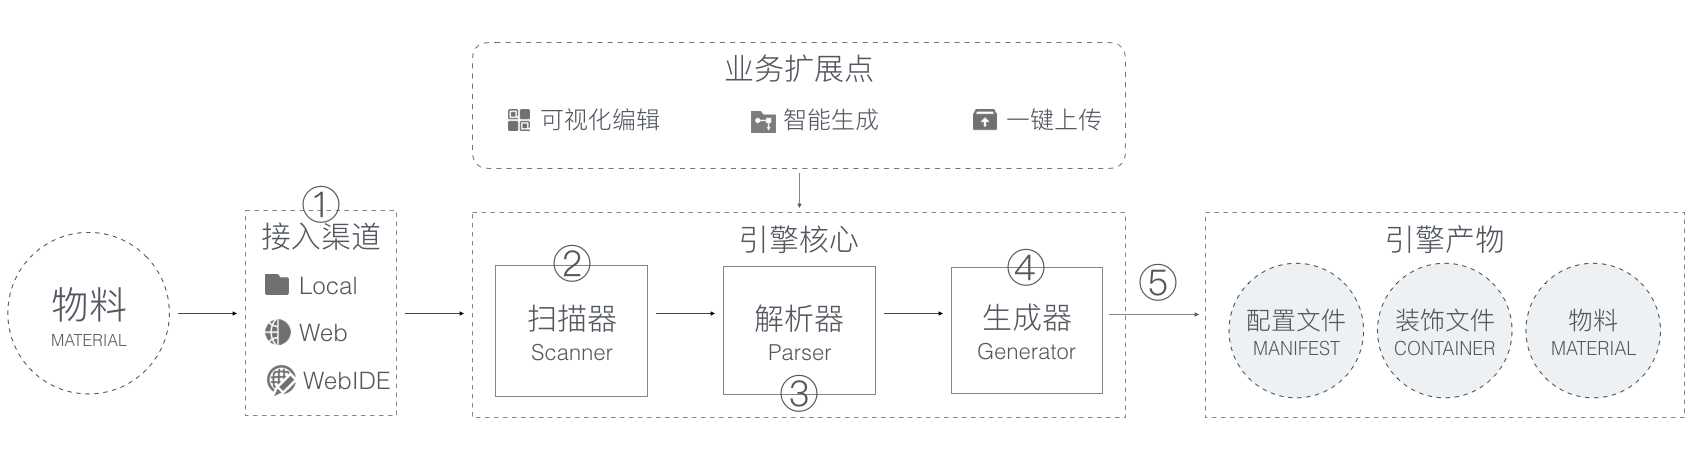 业务扩展点
可视化编辑
智能生成
一键上传
物料
MATERIAL
①
接入渠道
Local
Web
WebIDE
引擎核心
②
扫描器
Scanner
解析器
Parser
③
④
生成器
Generator
⑤
引擎产物
配置文件
MANIFEST
装饰文件
CONTAINER
物料
MATERIAL